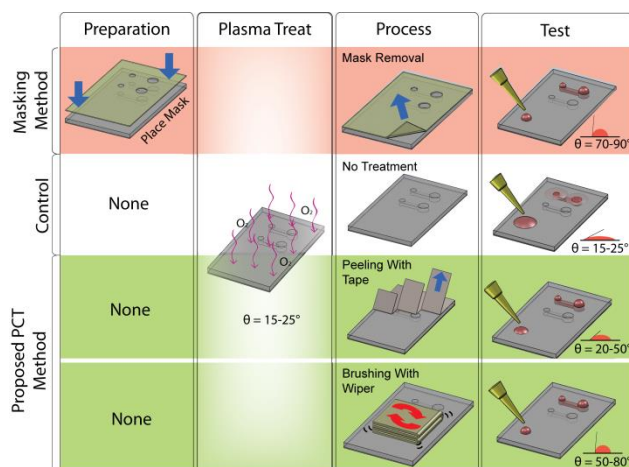 Preparation
Plasma Treat
Process
Test
Masking
Method
Place Mask
Mask Removal
θ = 70-90°
Control
None
O₂
O₂
O₂
No Treatment
θ = 15-25°
Proposed PCT
Method
None
θ = 15-25°
Peeling With
Tape
θ = 20-50°
None
Brushing With
Wiper
θ = 50-80°